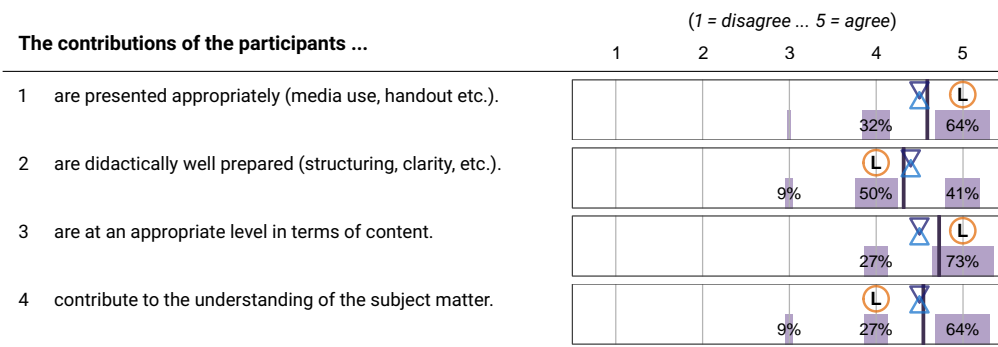 (1 = disagree ... 5 = agree)
The contributions of the participants ...
1 2 3 4 5
1 are presented appropriately (media use, handout etc.).
L
32% 64%
2 are didactically well prepared (structuring, clarity, etc.).
L
9% 50% 41%
3 are at an appropriate level in terms of content.
L
27% 73%
4 contribute to the understanding of the subject matter.
L
9% 27% 64%